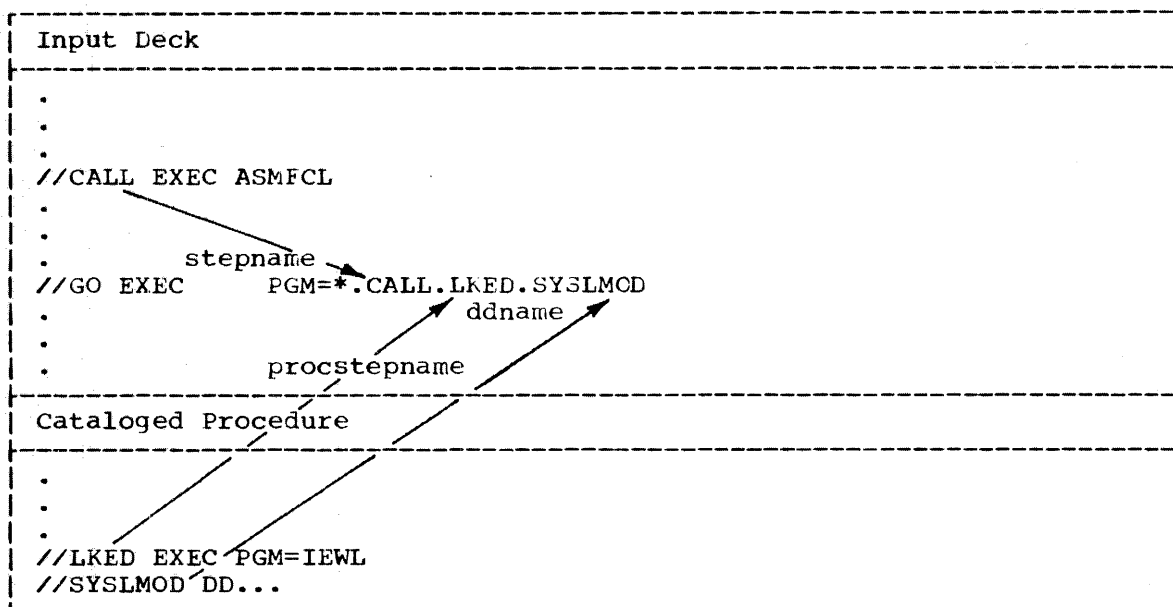 Input Deck
.
.
.
//CALL EXEC ASMFCL
.
.
.
stepname
//GO EXEC PGM=*.CALL.LKED.SYSLMOD
.
ddname
.
.
procstepname
Cataloged Procedure
.
.
.
//LKED EXEC PGM=IEWL
//SYSLMOD DD...